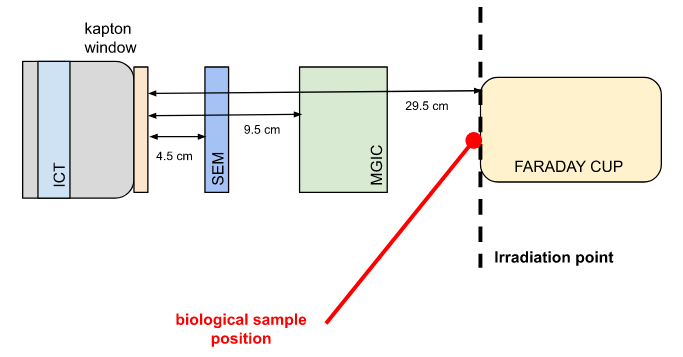 kapton
window
29.5 cm
9.5 cm
4.5 cm
ICT
SEM
MGIC
FARADAY CUP
Irradiation point
biological sample
position